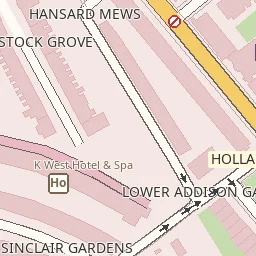 HANSARD MEWS
STOCK GROVE
HOLLA
K West Hotel & Spa
Ho
LOWER ADDISON GA
SINCLAIR GARDENS